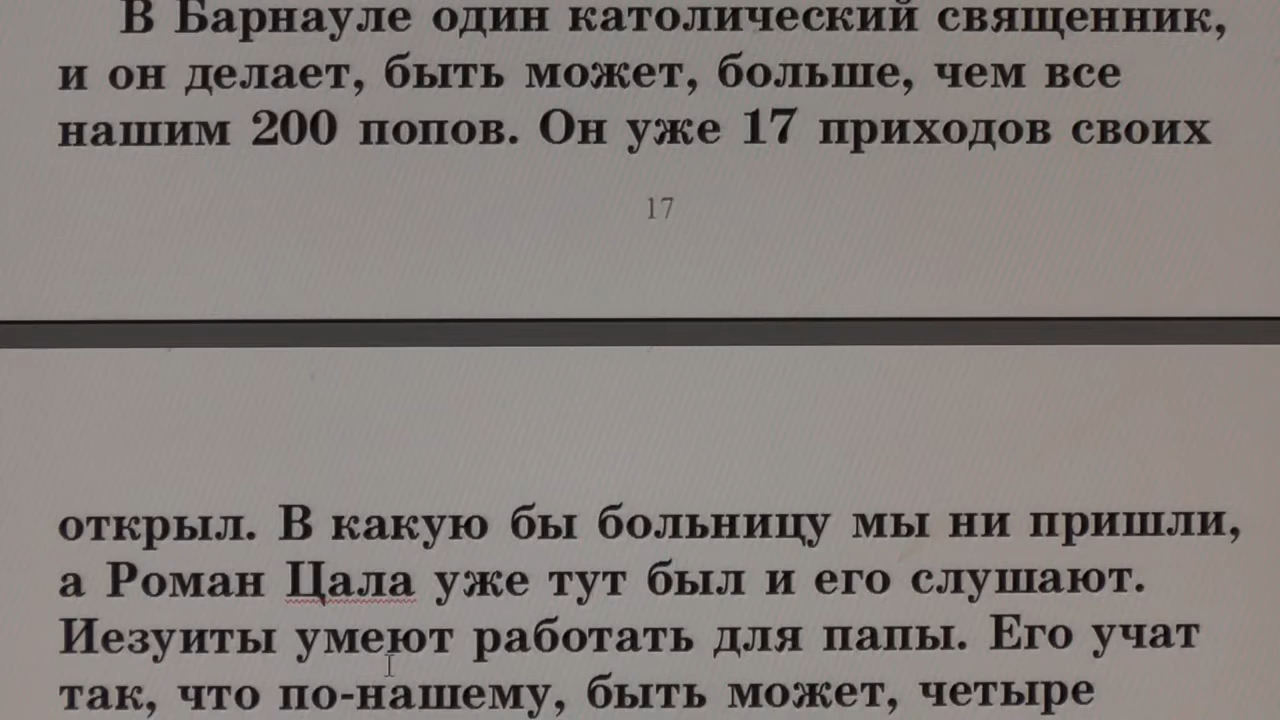 В Барнауле один католический священник,
и он делает, быть может, больше, чем все
нашим 200 попов. Он уже 17 приходов своих
17
открыл. В какую бы больницу мы ни пришли,
а Роман Цала уже тут был и его слушают.
Иезуиты умеют работать для папы. Его учат
так, что по-нашему, быть может, четыре